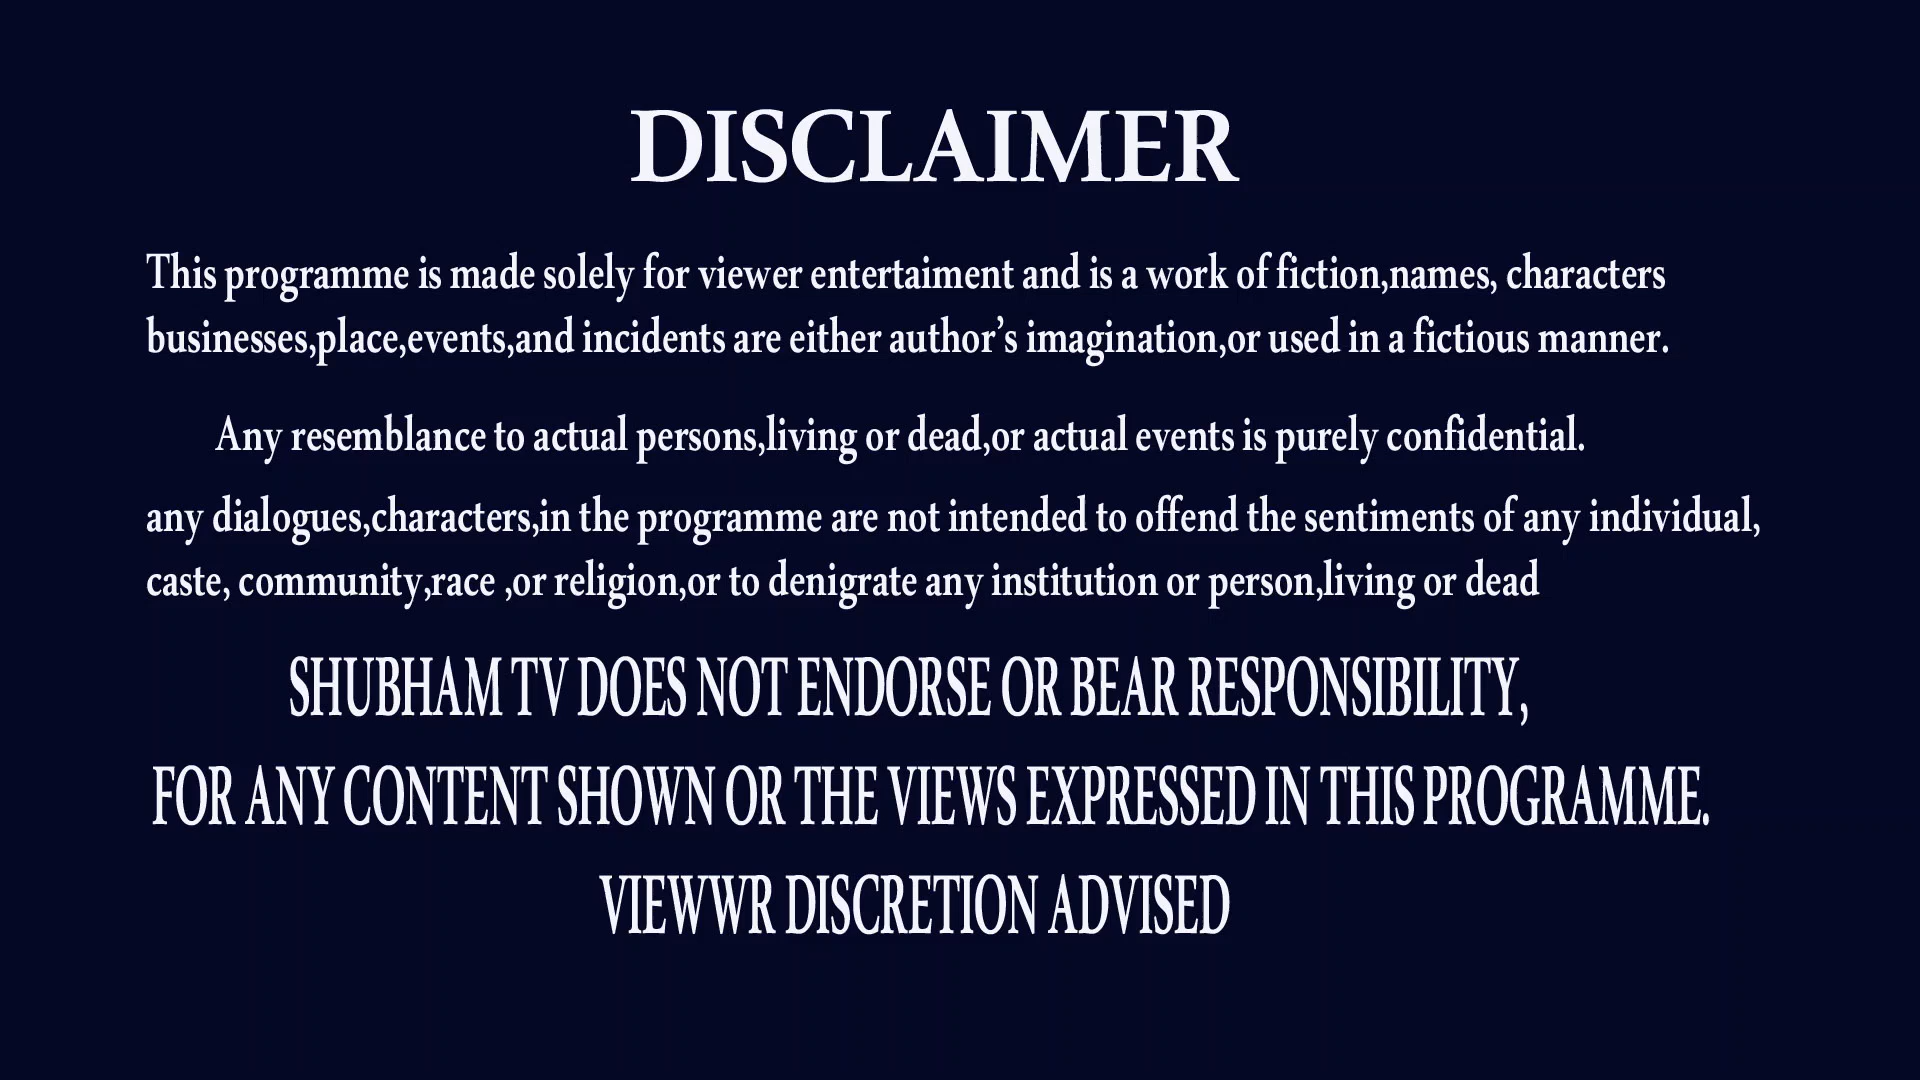 DISCLAIMER
This programme is made solely for viewer entertaiment and is a work of fiction,names, characters
businesses,place,events,and incidents are either author’s imagination,or used in a fictious manner.
Any resemblance to actual persons,living or dead,or actual events is purely confidential.
any dialogues,characters,in the programme are not intended to offend the sentiments of any individual,
caste, community,race ,or religion,or to denigrate any institution or person,living or dead
SHUBHAM TV DOES NOT ENDORSE OR BEAR RESPONSIBILITY,
FOR ANY CONTENT SHOWN OR THE VIEWS EXPRESSED IN THIS PROGRAMME.
VIEWWR DISCRETION ADVISED